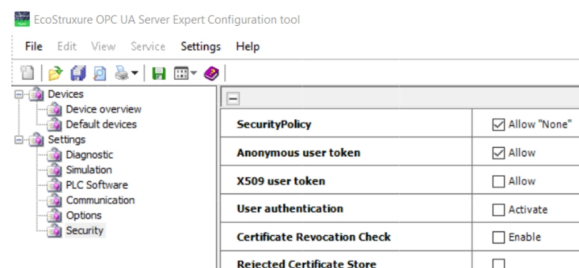 EcoStruxure OPC UA Server Expert Configuration tool
File Edit View Service Settings Help
Devices
Device overview
Default devices
Settings
Diagnostic
Simulation
PLC Software
Communication
Options
Security
SecurityPolicy Allow "None"
Anonymous user token Allow
X509 user token Allow
User authentication Activate
Certificate Revocation Check Enable
Rejected Certificate Store